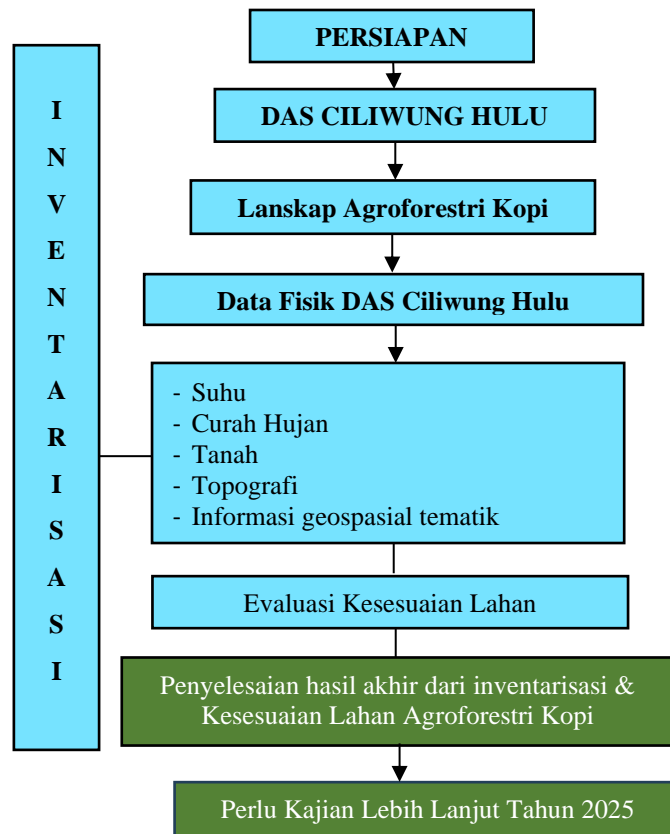 PERSIAPAN
INVENTARISASI
DAS CILIWUNG HULU
Lanskap Agroforestri Kopi
Data Fisik DAS Ciliwung Hulu
- Suhu
- Curah Hujan
- Tanah
- Topografi
- Informasi geospasial tematik
Evaluasi Kesesuaian Lahan
Penyelesaian hasil akhir dari inventarisasi &
Kesesuaian Lahan Agroforestri Kopi
Perlu Kajian Lebih Lanjut Tahun 2025